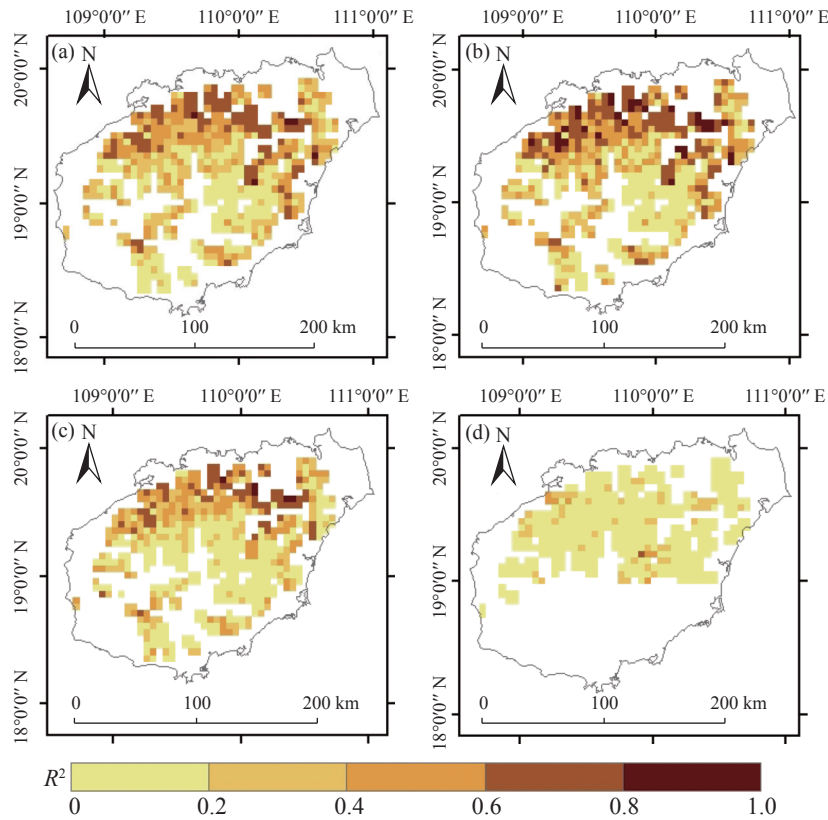 109°0′0″ E 110°0′0″ E 111°0′0″ E 109°0′0″ E 110°0′0″ E 111°0′0″ E
(a) N
20°0′0″ N
19°0′0″ N
18°0′0″ N
0 100 200 km
(b) N
20°0′0″ N
19°0′0″ N
18°0′0″ N
0 100 200 km
109°0′0″ E 110°0′0″ E 111°0′0″ E 109°0′0″ E 110°0′0″ E 111°0′0″ E
(c) N
20°0′0″ N
19°0′0″ N
18°0′0″ N
0 100 200 km
(d) N
20°0′0″ N
19°0′0″ N
18°0′0″ N
0 100 200 km
R²
0 0.2 0.4 0.6 0.8 1.0